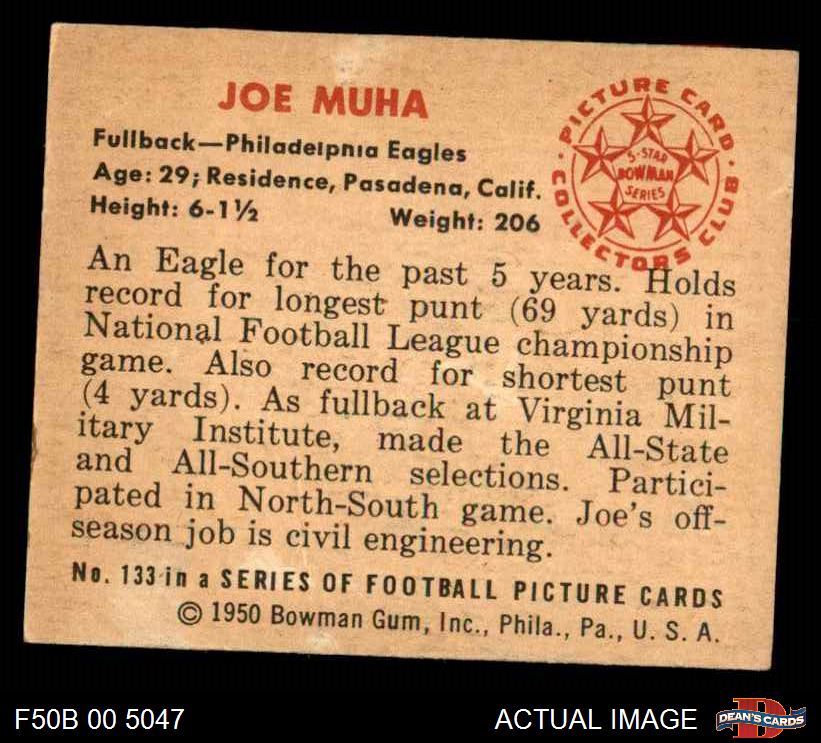 JOE MUHA
Fullback—Philadelpnia Eagles
Age: 29; Residence, Pasadena, Calif.
Height: 6-1½ Weight: 206
PICTURE CARD
COLLECTORS CLUB
5-STAR
BOWMAN
SERIES
An Eagle for the past 5 years. Holds
record for longest punt (69 yards) in
National Football League championship
game. Also record for shortest punt
(4 yards). As fullback at Virginia Mil-
itary Institute, made the All-State
and All-Southern selections. Partici-
pated in North-South game. Joe's off-
season job is civil engineering.
No. 133 in a SERIES OF FOOTBALL PICTURE CARDS
© 1950 Bowman Gum, Inc., Phila., Pa., U. S. A.
F50B 00 5047 ACTUAL IMAGE
D
DEAN'S CARDS